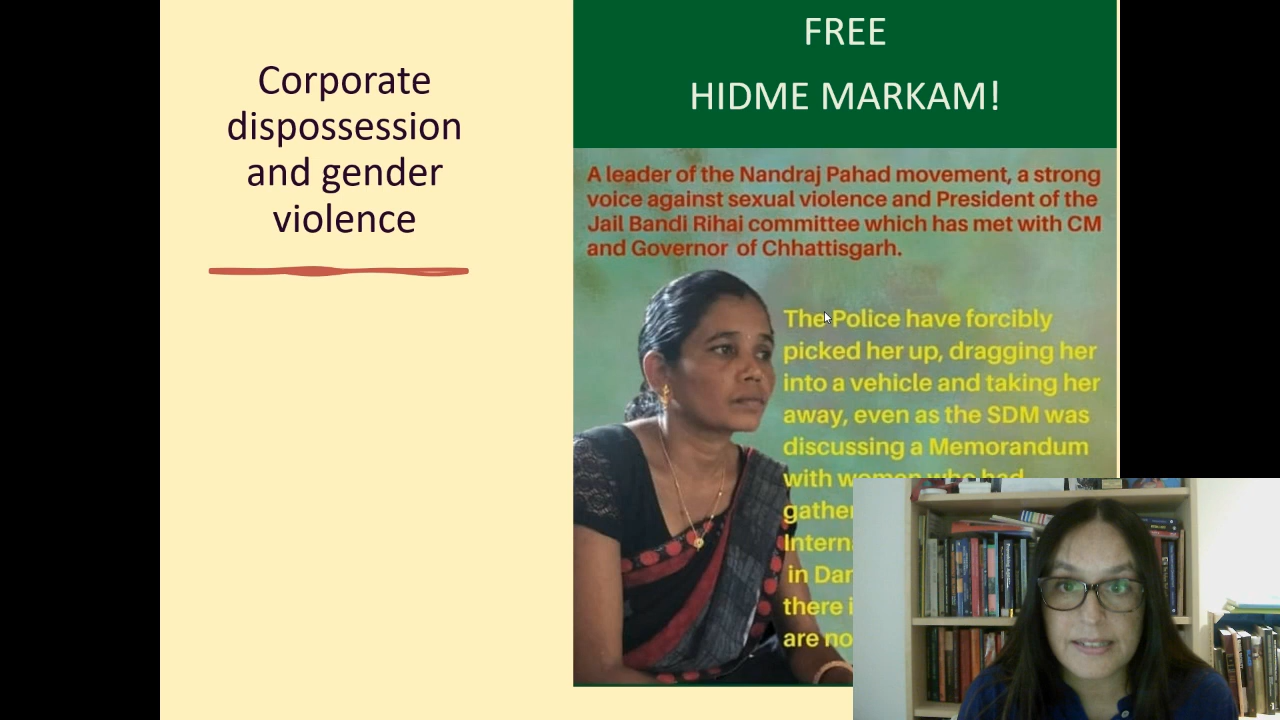 Corporate
dispossession
and gender
violence
FREE
HIDME MARKAM!
A leader of the Nandraj Pahad movement, a strong
voice against sexual violence and President of the
Jail Bandi Rihai committee which has met with CM
and Governor of Chhattisgarh.
The Police have forcibly
picked her up, dragging her
into a vehicle and taking her
away, even as the SDM was
discussing a Memorandum
with women who had
there
are